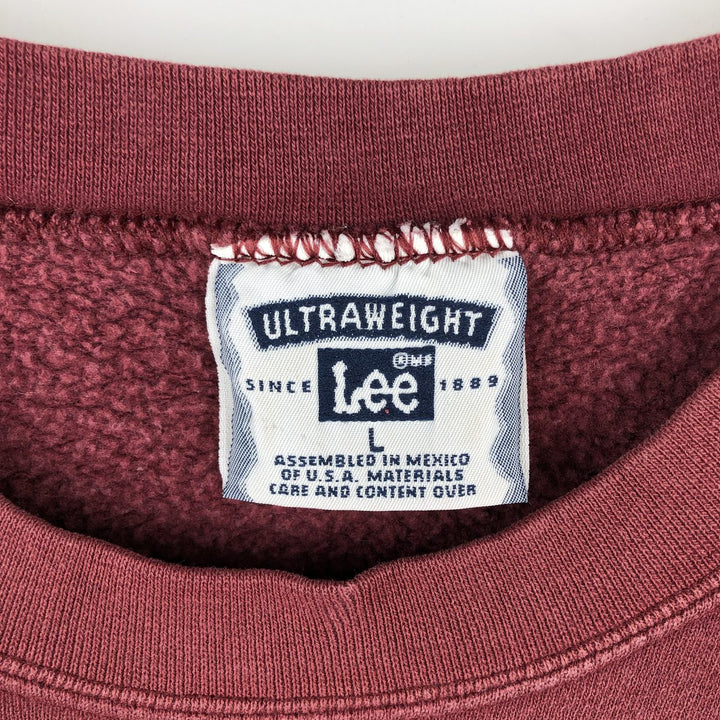 ULTRAWEIGHT
® M R
SINCE Lee 1889
L
ASSEMBLED IN MEXICO
OF U.S.A. MATERIALS
CARE AND CONTENT OVER